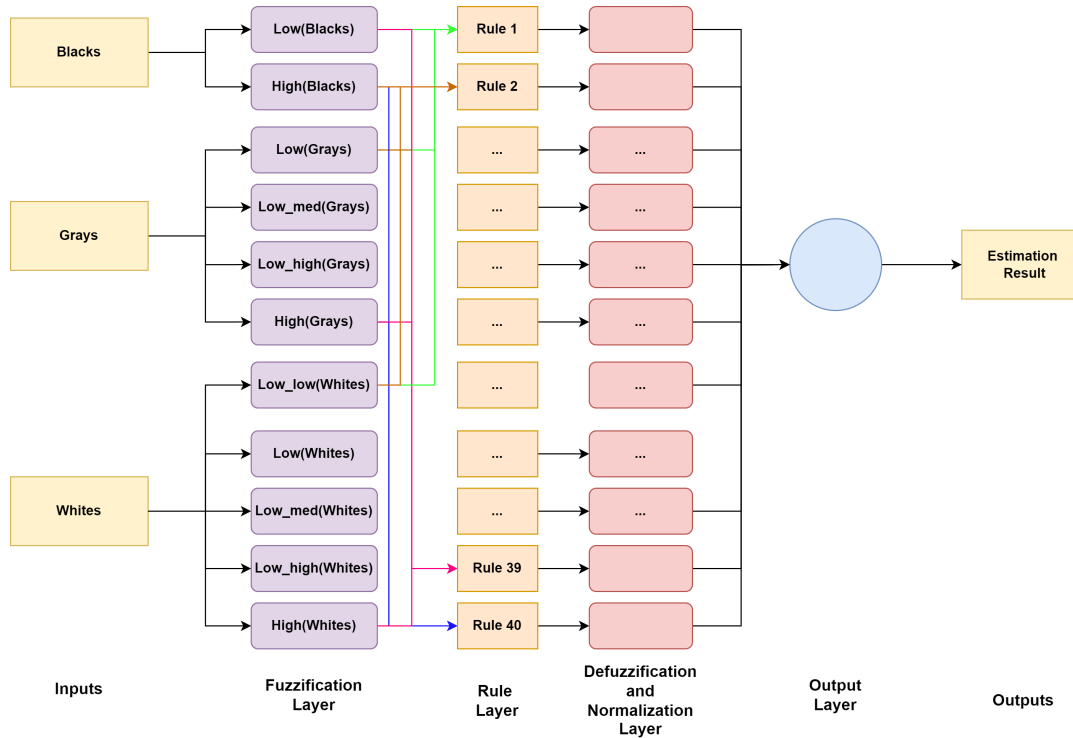 Blacks
Grays
Whites
Low(Blacks)
High(Blacks)
Low(Grays)
Low_med(Grays)
Low_high(Grays)
High(Grays)
Low_low(Whites)
Low(Whites)
Low_med(Whites)
Low_high(Whites)
High(Whites)
Rule 1
Rule 2
...
...
...
...
...
...
...
Rule 39
Rule 40
...
...
...
...
...
...
...
Estimation
Result
Inputs
Fuzzification
Layer
Rule
Layer
Defuzzification
and
Normalization
Layer
Output
Layer
Outputs